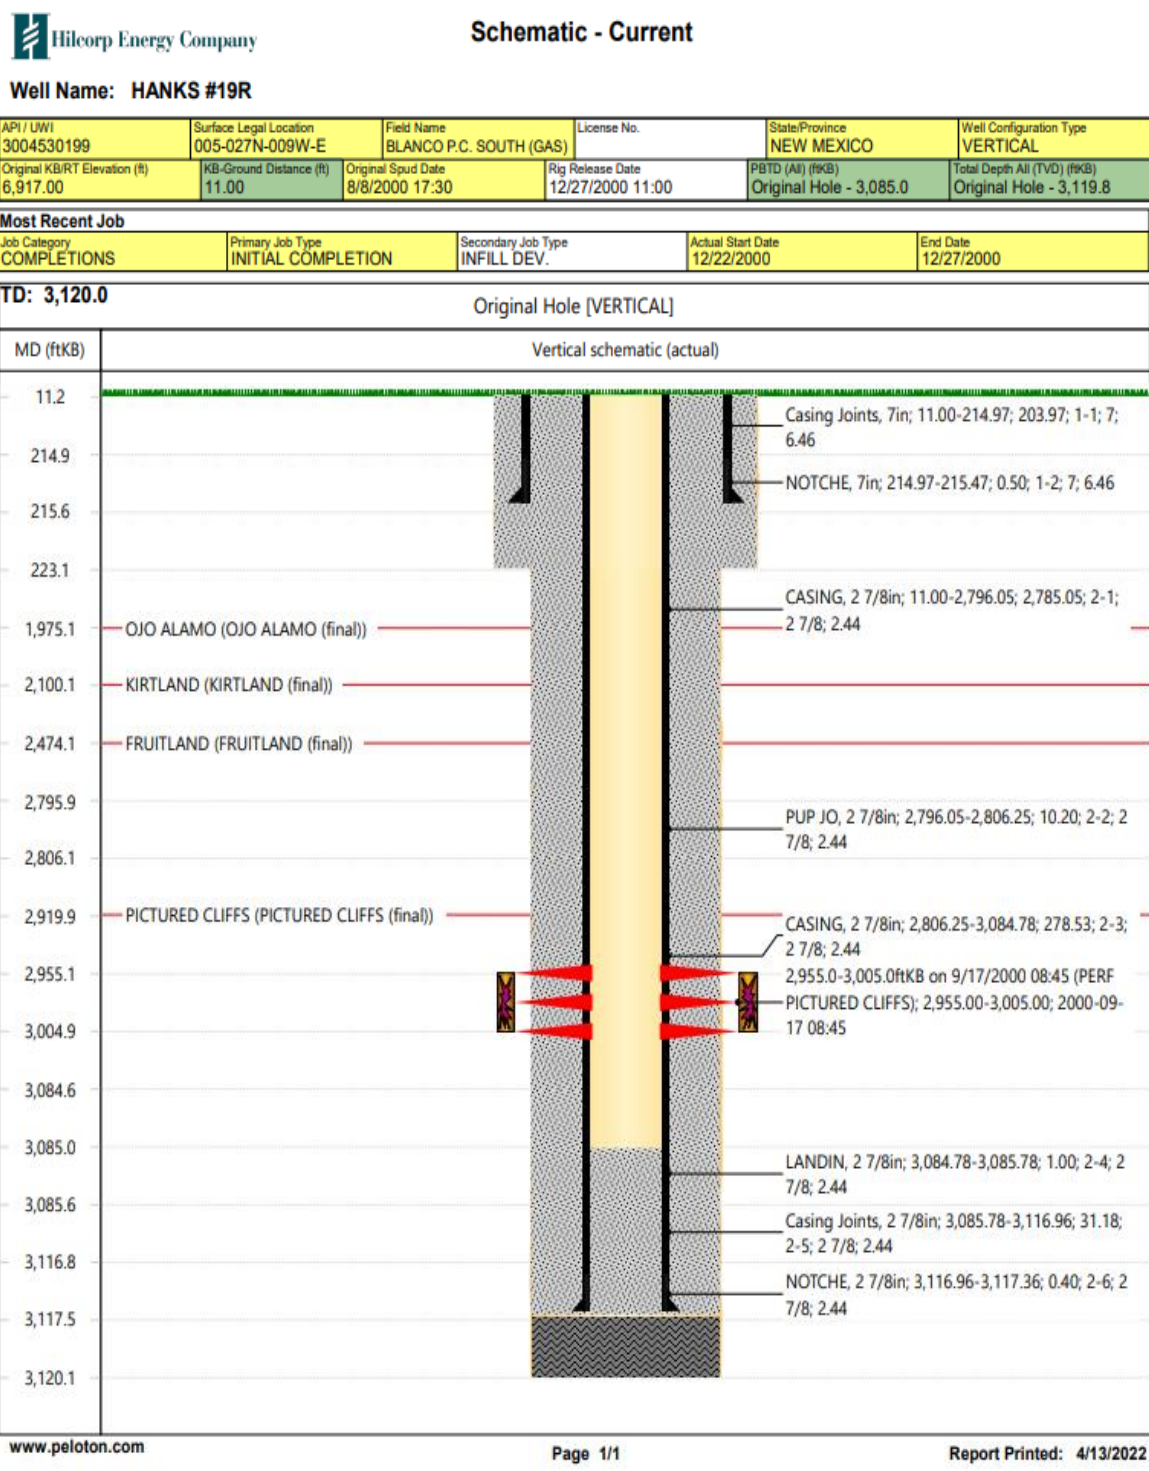 Hilcorp Energy Company
Schematic - Current
Well Name: HANKS #19R
API / UWI
3004530199
Surface Legal Location
005-027N-009W-E
Field Name
BLANCO P.C. SOUTH (GAS)
License No.
State/Province
NEW MEXICO
Well Configuration Type
VERTICAL
Original KB/RT Elevation (ft)
6,917.00
KB-Ground Distance (ft)
11.00
Original Spud Date
8/8/2000 17:30
Rig Release Date
12/27/2000 11:00
PBTD (All) (ftKB)
Original Hole - 3,085.0
Total Depth All (TVD) (ftKB)
Original Hole - 3,119.8
Most Recent Job
Job Category
COMPLETIONS
Primary Job Type
INITIAL COMPLETION
Secondary Job Type
INFILL DEV.
Actual Start Date
12/22/2000
End Date
12/27/2000
TD: 3,120.0
Original Hole [VERTICAL]
MD (ftKB)
Vertical schematic (actual)
11.2
Casing Joints, 7in; 11.00-214.97; 203.97; 1-1; 7;
6.46
214.9
NOTCHE, 7in; 214.97-215.47; 0.50; 1-2; 7; 6.46
215.6
223.1
CASING, 2 7/8in; 11.00-2,796.05; 2,785.05; 2-1;
2 7/8; 2.44
1,975.1
OJO ALAMO (OJO ALAMO (final))
2,100.1
KIRTLAND (KIRTLAND (final))
2,474.1
FRUITLAND (FRUITLAND (final))
2,795.9
PUP JO, 2 7/8in; 2,796.05-2,806.25; 10.20; 2-2; 2
7/8; 2.44
2,806.1
2,919.9
PICTURED CLIFFS (PICTURED CLIFFS (final))
CASING, 2 7/8in; 2,806.25-3,084.78; 278.53; 2-3;
2 7/8; 2.44
2,955.1
2,955.0-3,005.0ftKB on 9/17/2000 08:45 (PERF
PICTURED CLIFFS); 2,955.00-3,005.00; 2000-09-
17 08:45
3,004.9
3,084.6
3,085.0
LANDIN, 2 7/8in; 3,084.78-3,085.78; 1.00; 2-4; 2
7/8; 2.44
3,085.6
Casing Joints, 2 7/8in; 3,085.78-3,116.96; 31.18;
2-5; 2 7/8; 2.44
3,116.8
NOTCHE, 2 7/8in; 3,116.96-3,117.36; 0.40; 2-6; 2
7/8; 2.44
3,117.5
3,120.1
www.peloton.com
Page 1/1
Report Printed: 4/13/2022